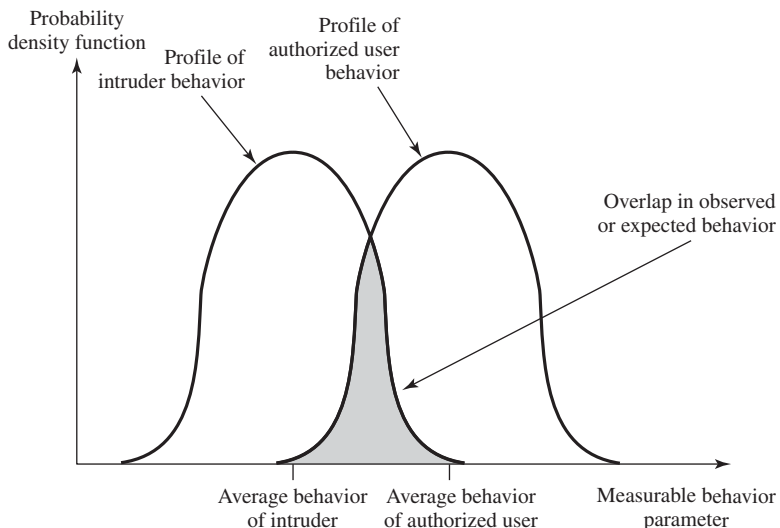 Probability
density function
Profile of
intruder behavior
Profile of
authorized user
behavior
Overlap in observed
or expected behavior
Average behavior
of intruder
Average behavior
of authorized user
Measurable behavior
parameter